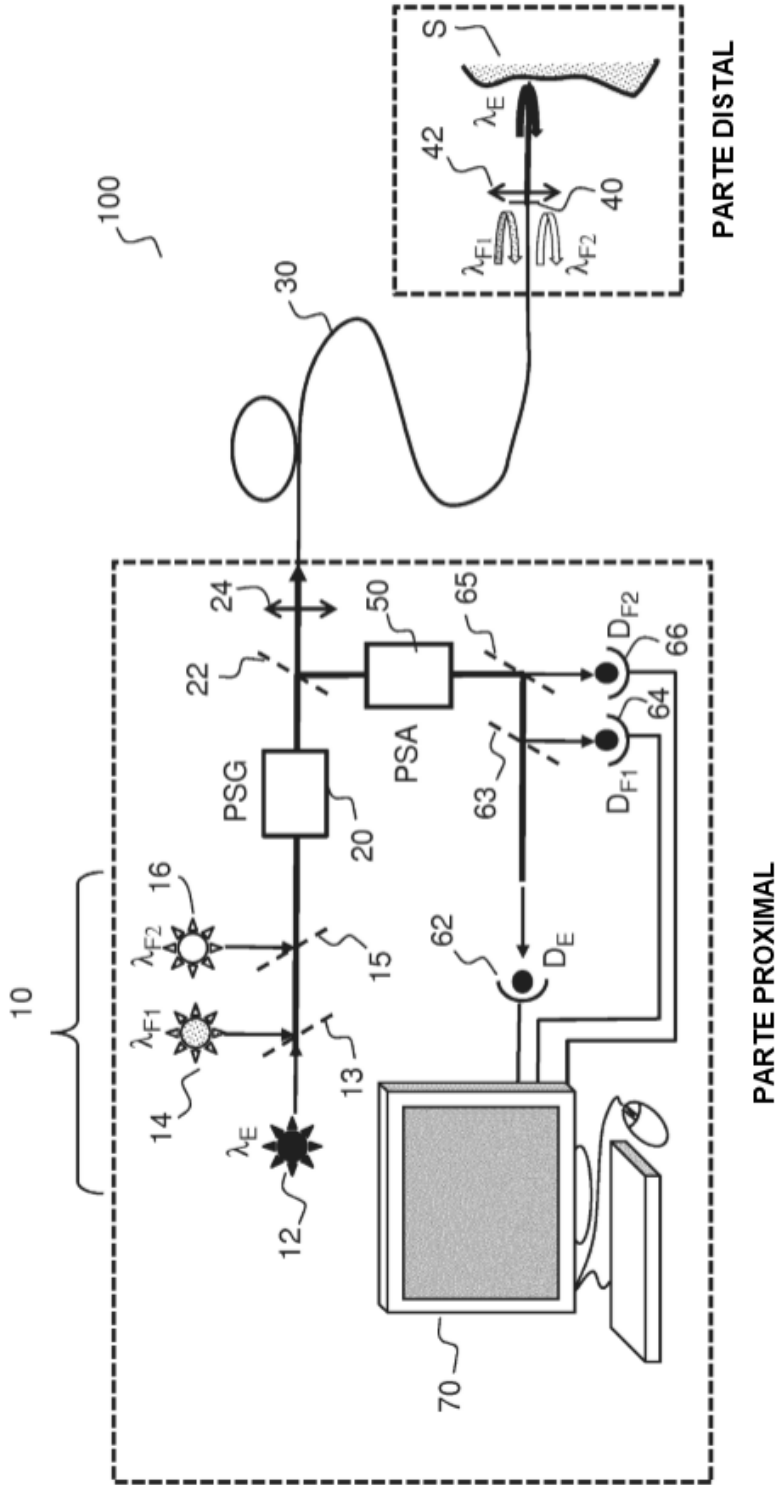 100
10
λE
12
λF1
14
λF2
16
13
15
PSG
20
22
24
30
50
PSA
65
63
DF2
66
64
DF1
62
DE
70
42
40
λF1
λF2
λE
S
PARTE PROXIMAL
PARTE DISTAL